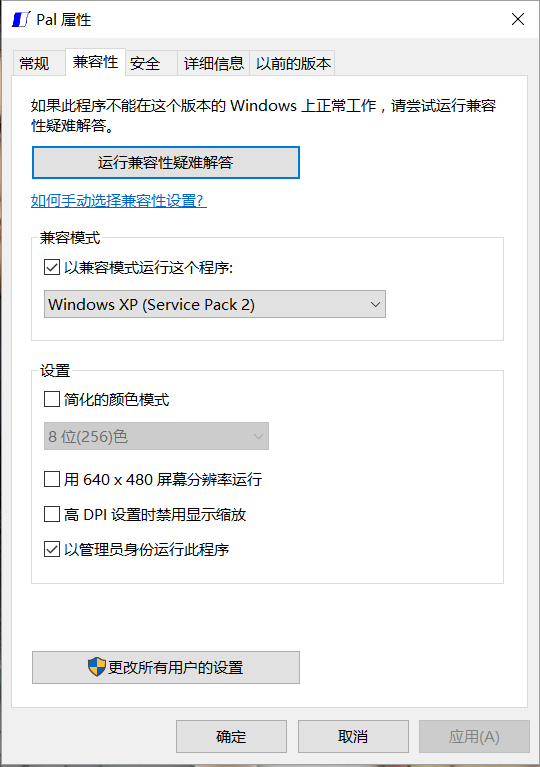 Pal 属性
常规
兼容性
安全
详细信息
以前的版本
如果此程序不能在这个版本的 Windows 上正常工作，请尝试运行兼容
性疑难解答。
运行兼容性疑难解答
如何手动选择兼容性设置?
兼容模式
以兼容模式运行这个程序:
Windows XP (Service Pack 2)
设置
简化的颜色模式
8 位(256)色
用 640 x 480 屏幕分辨率运行
高 DPI 设置时禁用显示缩放
以管理员身份运行此程序
更改所有用户的设置
确定
取消
应用(A)